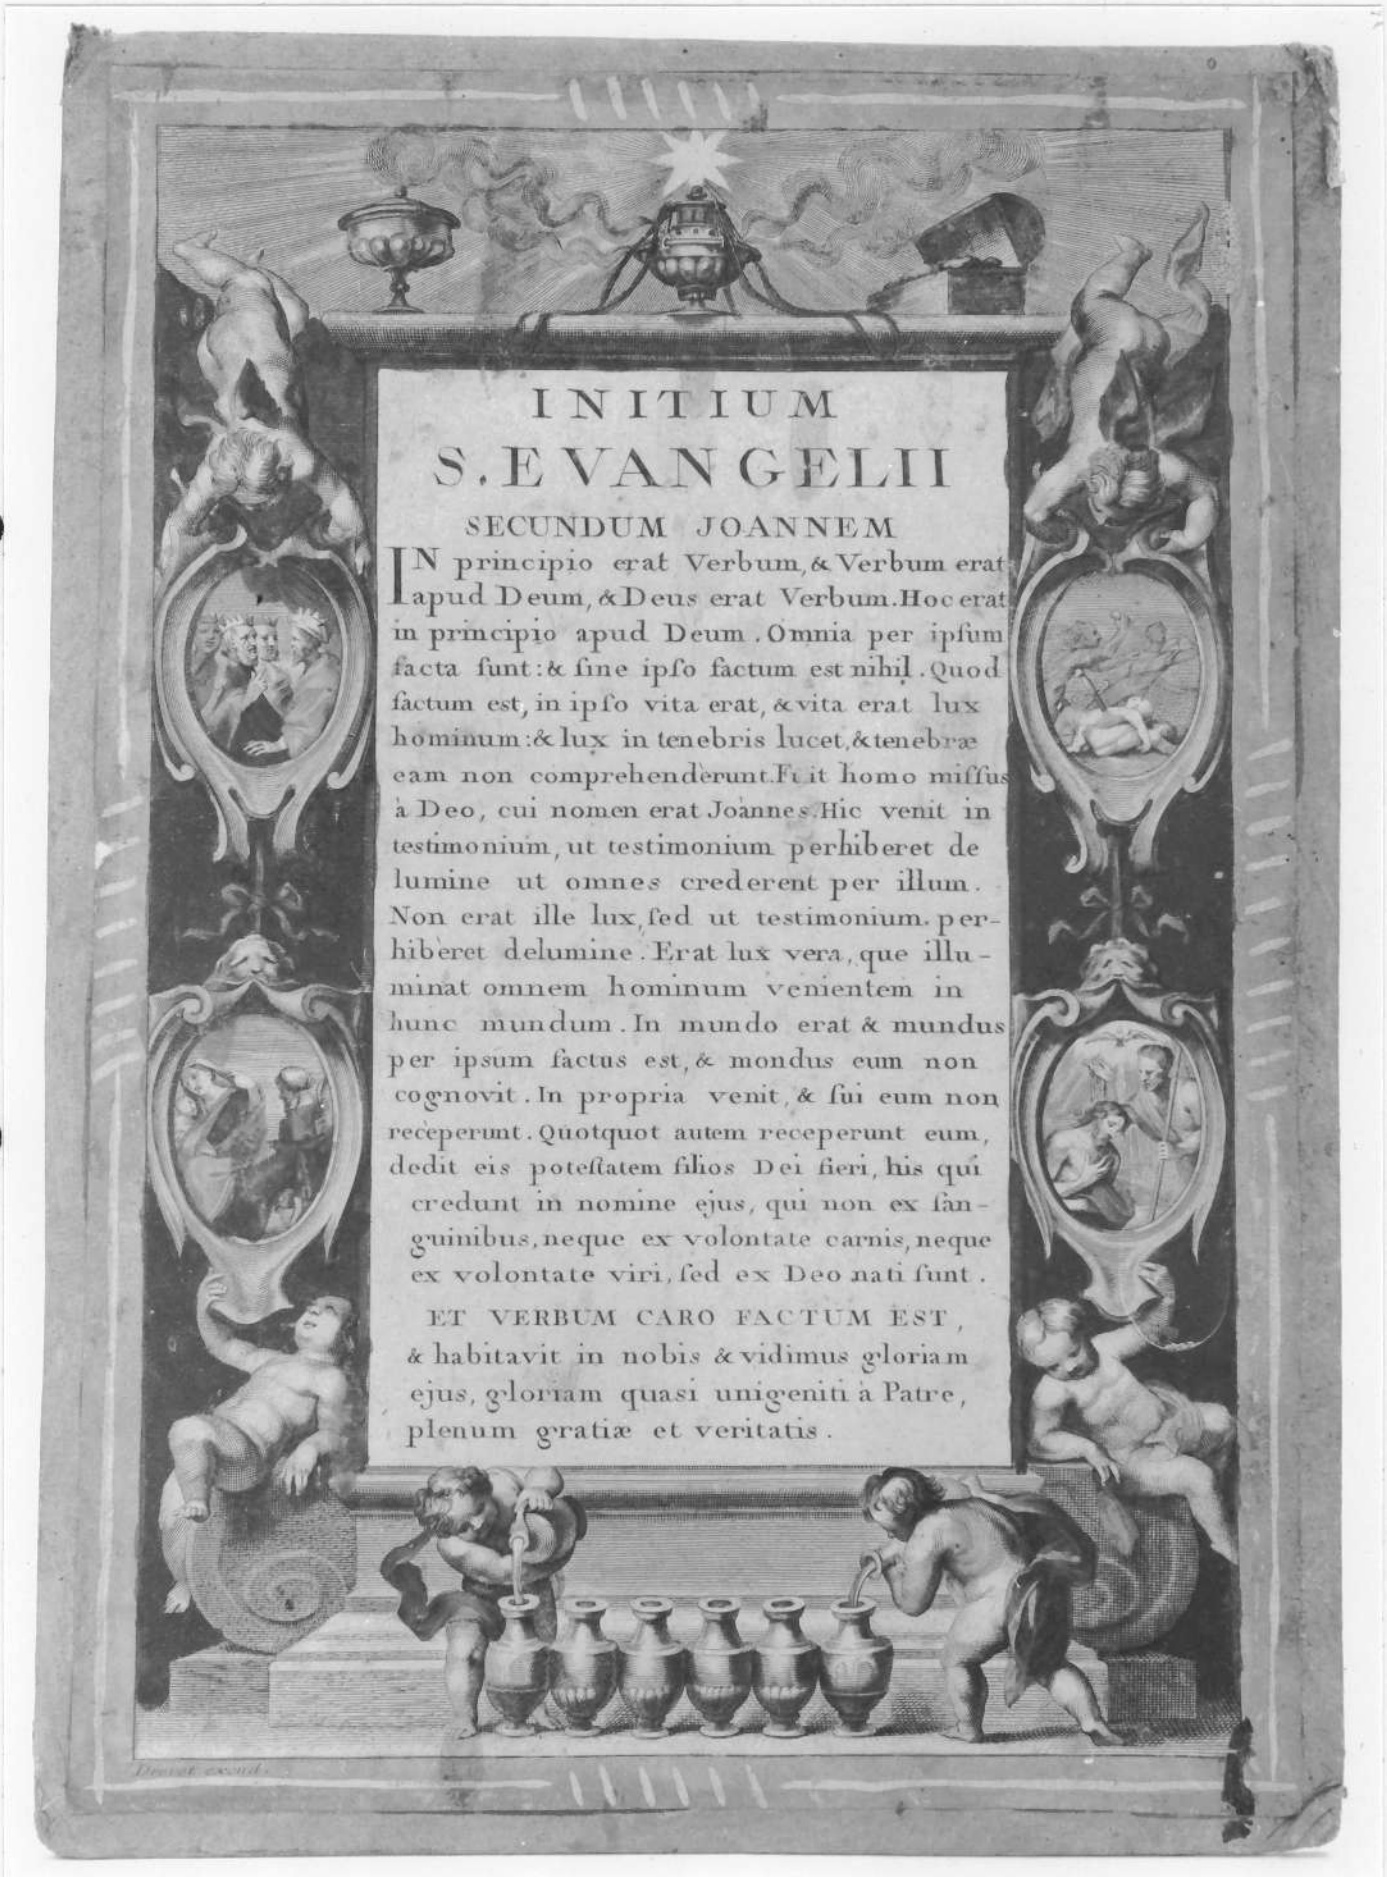 INITIUM
S. EVANGELII
SECUNDUM JOANNEM
IN principio erat Verbum, & Verbum erat
apud Deum, & Deus erat Verbum. Hoc erat
in principio apud Deum. Omnia per ipſum
facta ſunt: & ſine ipſo factum est nihil. Quod
factum est, in ipſo vita erat, & vita erat lux
hominum: & lux in tenebris lucet, & tenebræ
eam non comprehendèrunt. Fuit homo miſſus
à Deo, cui nomen erat Joànnes. Hic venit in
testimonium, ut testimonium perhiberet de
lumine ut omnes crederent per illum.
Non erat ille lux, ſed ut testimonium. per-
hibèret delumine. Erat lux vera, que illu-
minat omnem hominum venientem in
hunc mundum. In mundo erat & mundus
per ipsum factus est, & mondus eum non
cognovit. In propria venit, & ſui eum non
recèperunt. Quotquot autem receperunt eum,
dedit eis poteſtatem filios Dei fieri, his qui
credunt in nomine ejus, qui non ex ſan-
guinibus, neque ex volontate carnis, neque
ex volontate viri, ſed ex Deo nati ſunt.
ET VERBUM CARO FACTUM EST,
& habitavit in nobis & vidimus gloriam
ejus, gloriam quasi unigeniti à Patre,
plenum gratiæ et veritatis.
Drevet excud.